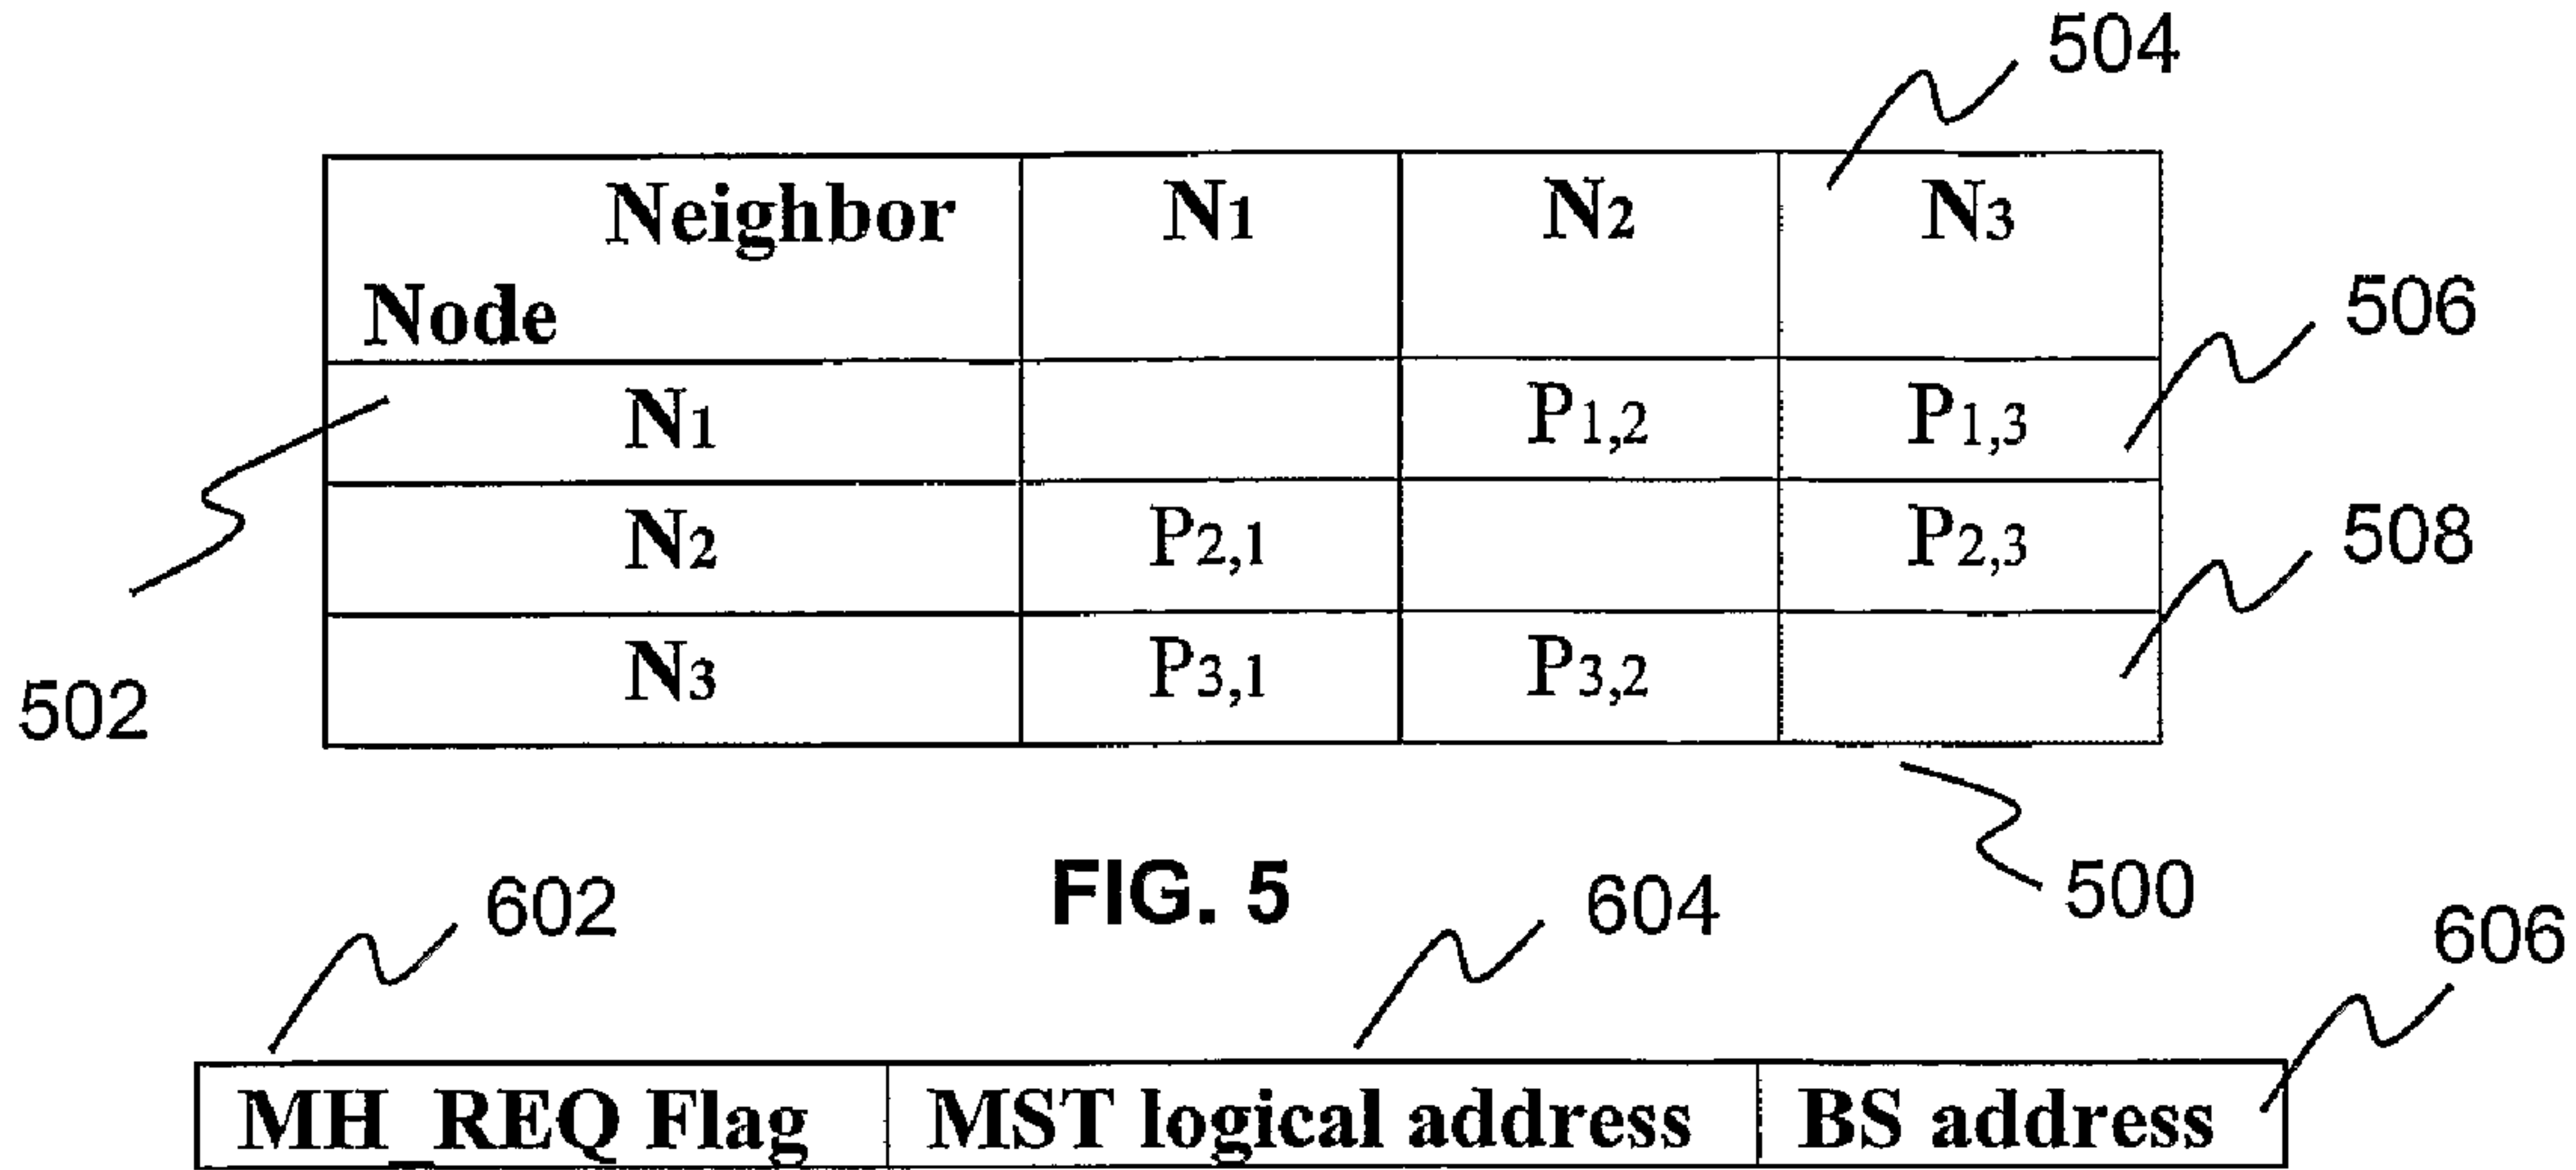 504
Neighbor N1 N2 N3
Node
506
N1 P1,2 P1,3
N2 P2,1 P2,3
508
N3 P3,1 P3,2
502
FIG. 5
500
602
604
606
MH_REQ Flag MST logical address BS address